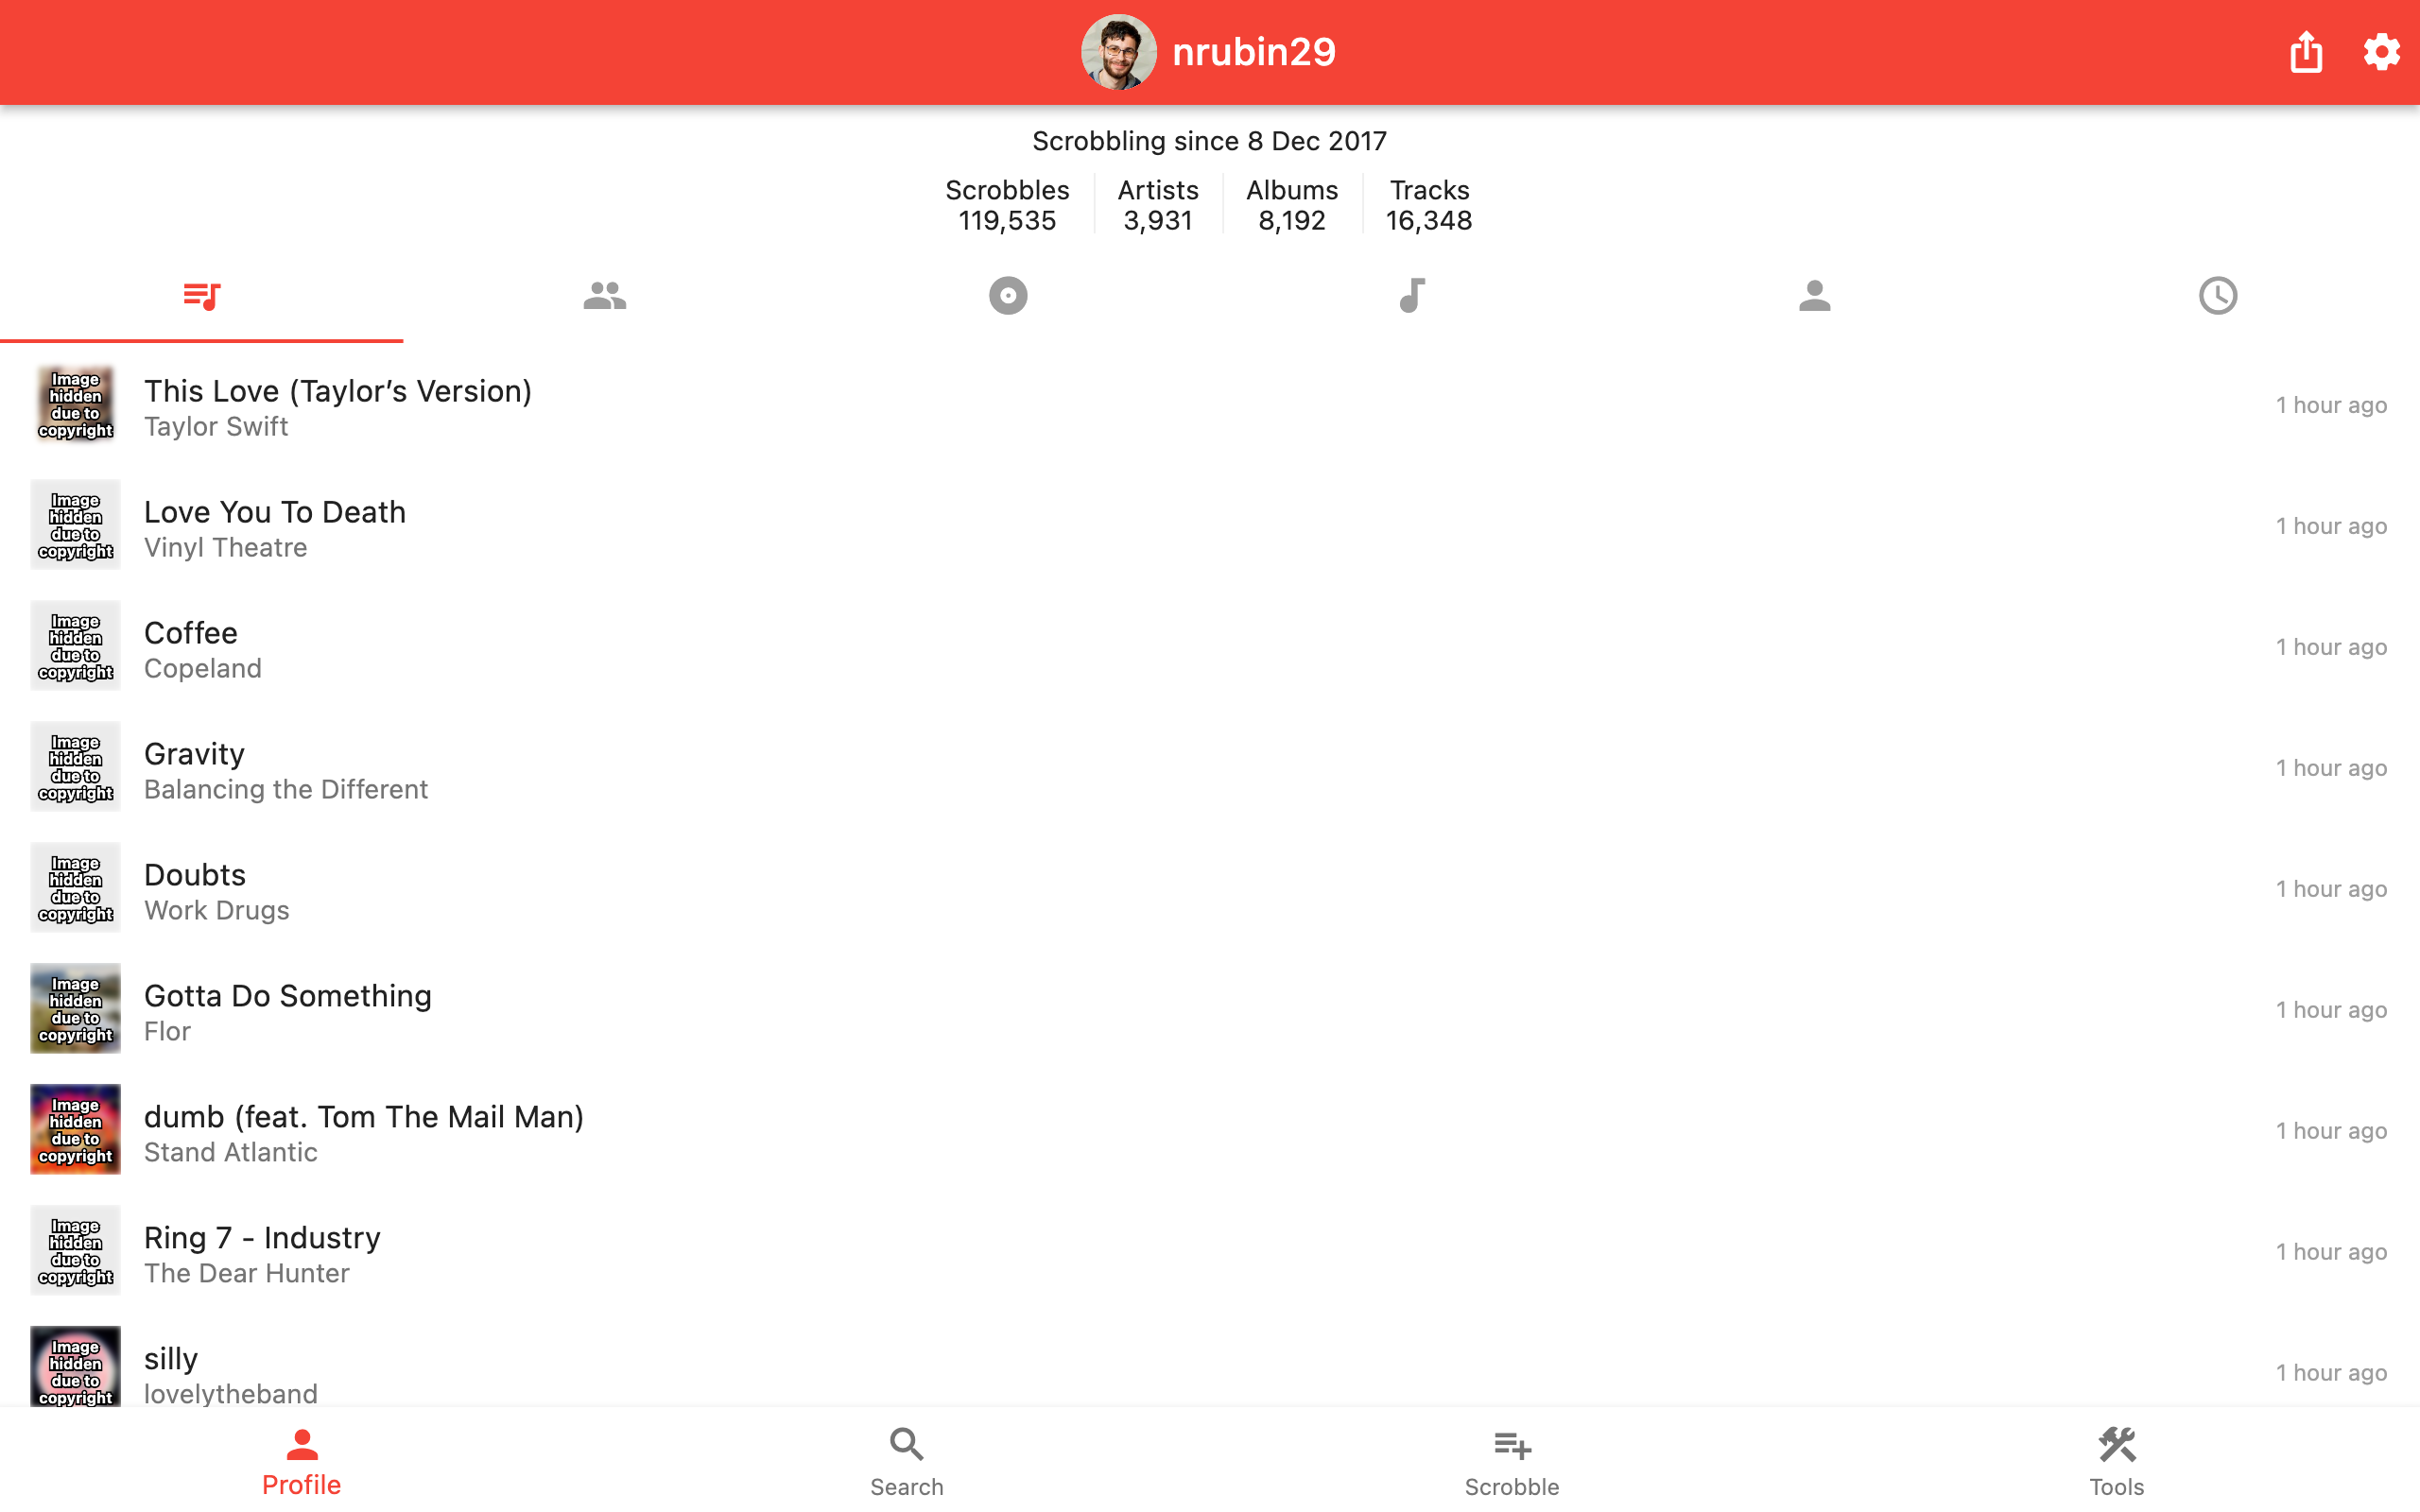 nrubin29
Scrobbling since 8 Dec 2017
Scrobbles Artists Albums Tracks
119,535 3,931 8,192 16,348
Image
hidden
due to
copyright
This Love (Taylor’s Version)
Taylor Swift
1 hour ago
Image
hidden
due to
copyright
Love You To Death
Vinyl Theatre
1 hour ago
Image
hidden
due to
copyright
Coffee
Copeland
1 hour ago
Image
hidden
due to
copyright
Gravity
Balancing the Different
1 hour ago
Image
hidden
due to
copyright
Doubts
Work Drugs
1 hour ago
Image
hidden
due to
copyright
Gotta Do Something
Flor
1 hour ago
Image
hidden
due to
copyright
dumb (feat. Tom The Mail Man)
Stand Atlantic
1 hour ago
Image
hidden
due to
copyright
Ring 7 - Industry
The Dear Hunter
1 hour ago
Image
hidden
due to
copyright
silly
lovelytheband
1 hour ago
Profile Search Scrobble Tools